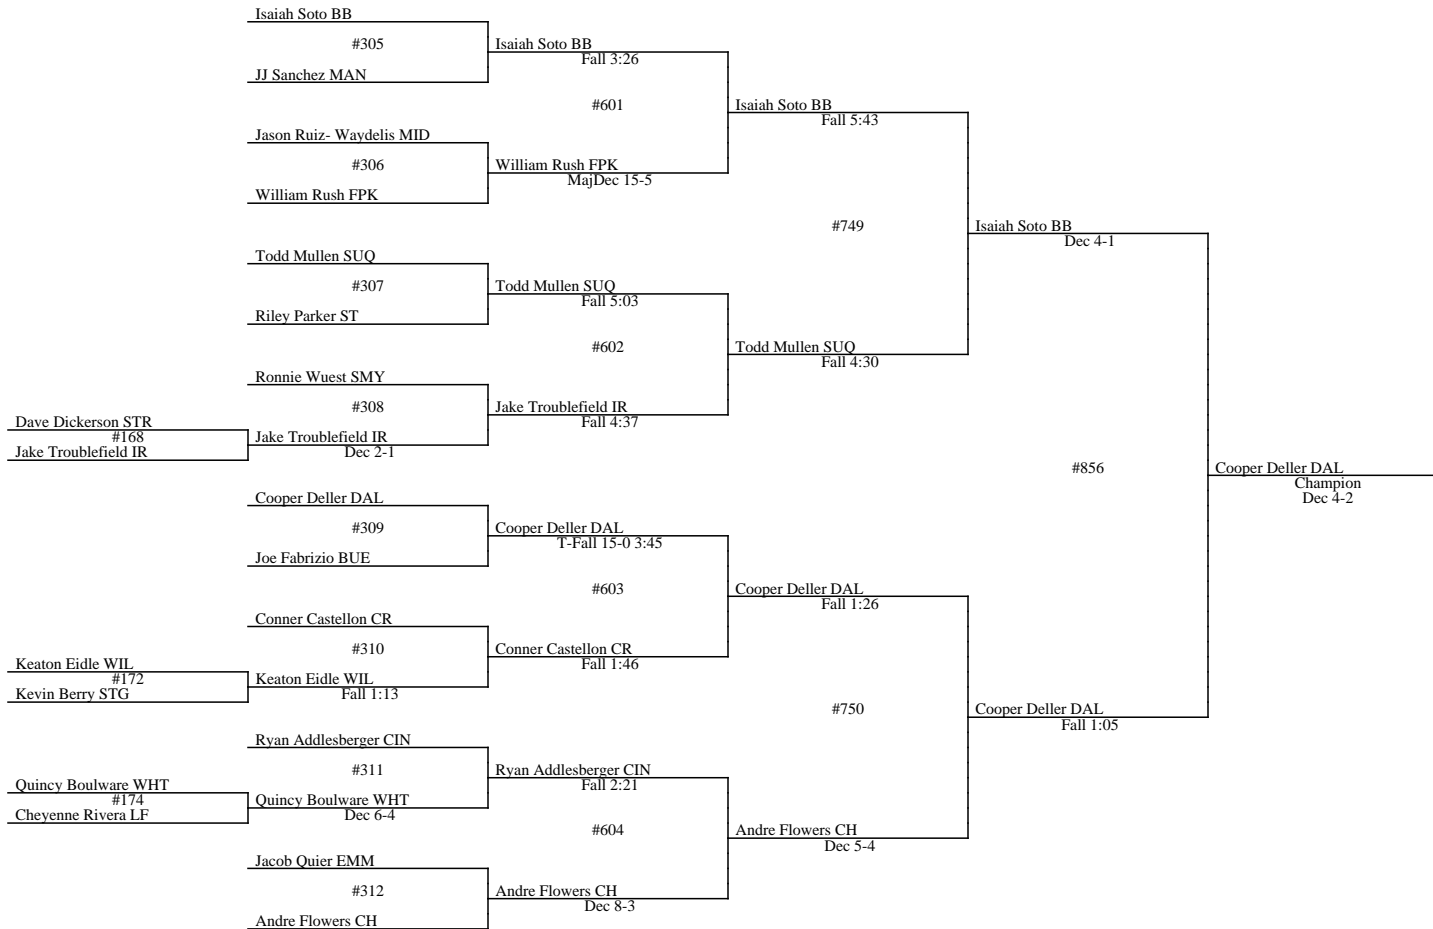 Isaiah Soto BB
#305
Isaiah Soto BB
Fall 3:26
JJ Sanchez MAN
#601
Isaiah Soto BB
Fall 5:43
Jason Ruiz- Waydelis MID
#306
William Rush FPK
MajDec 15-5
William Rush FPK
#749
Isaiah Soto BB
Dec 4-1
Todd Mullen SUQ
#307
Todd Mullen SUQ
Fall 5:03
Riley Parker ST
#602
Todd Mullen SUQ
Fall 4:30
Ronnie Wuest SMY
#308
Jake Troublefield IR
Fall 4:37
Dave Dickerson STR
#168
Jake Troublefield IR
Dec 2-1
Jake Troublefield IR
#856
Cooper Deller DAL
Champion
Dec 4-2
Cooper Deller DAL
#309
Cooper Deller DAL
T-Fall 15-0 3:45
Joe Fabrizio BUE
#603
Cooper Deller DAL
Fall 1:26
Conner Castellon CR
#310
Conner Castellon CR
Fall 1:46
Keaton Eidle WIL
#172
Keaton Eidle WIL
Fall 1:13
Kevin Berry STG
#750
Cooper Deller DAL
Fall 1:05
Ryan Addlesberger CIN
#311
Ryan Addlesberger CIN
Fall 2:21
Quincy Boulware WHT
#174
Quincy Boulware WHT
Dec 6-4
Cheyenne Rivera LF
#604
Andre Flowers CH
Dec 5-4
Jacob Quier EMM
#312
Andre Flowers CH
Dec 8-3
Andre Flowers CH